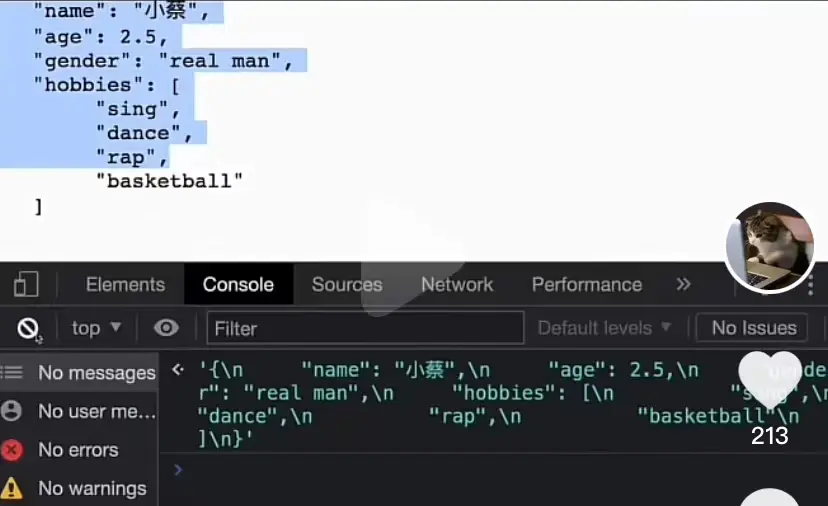 "name": "小蔡",
"age": 2.5,
"gender": "real man",
"hobbies": [
"sing",
"dance",
"rap",
"basketball"
]
Elements Console Sources Network Performance »
top ▼ Filter Default levels ▼ No Issues
No messages
No user me...
No errors
No warnings
'{\n "name": "小蔡",\n "age": 2.5,\n "gende
r": "real man",\n "hobbies": [\n "sing",\n
"dance",\n "rap",\n "basketball"\n
]\n}'
213